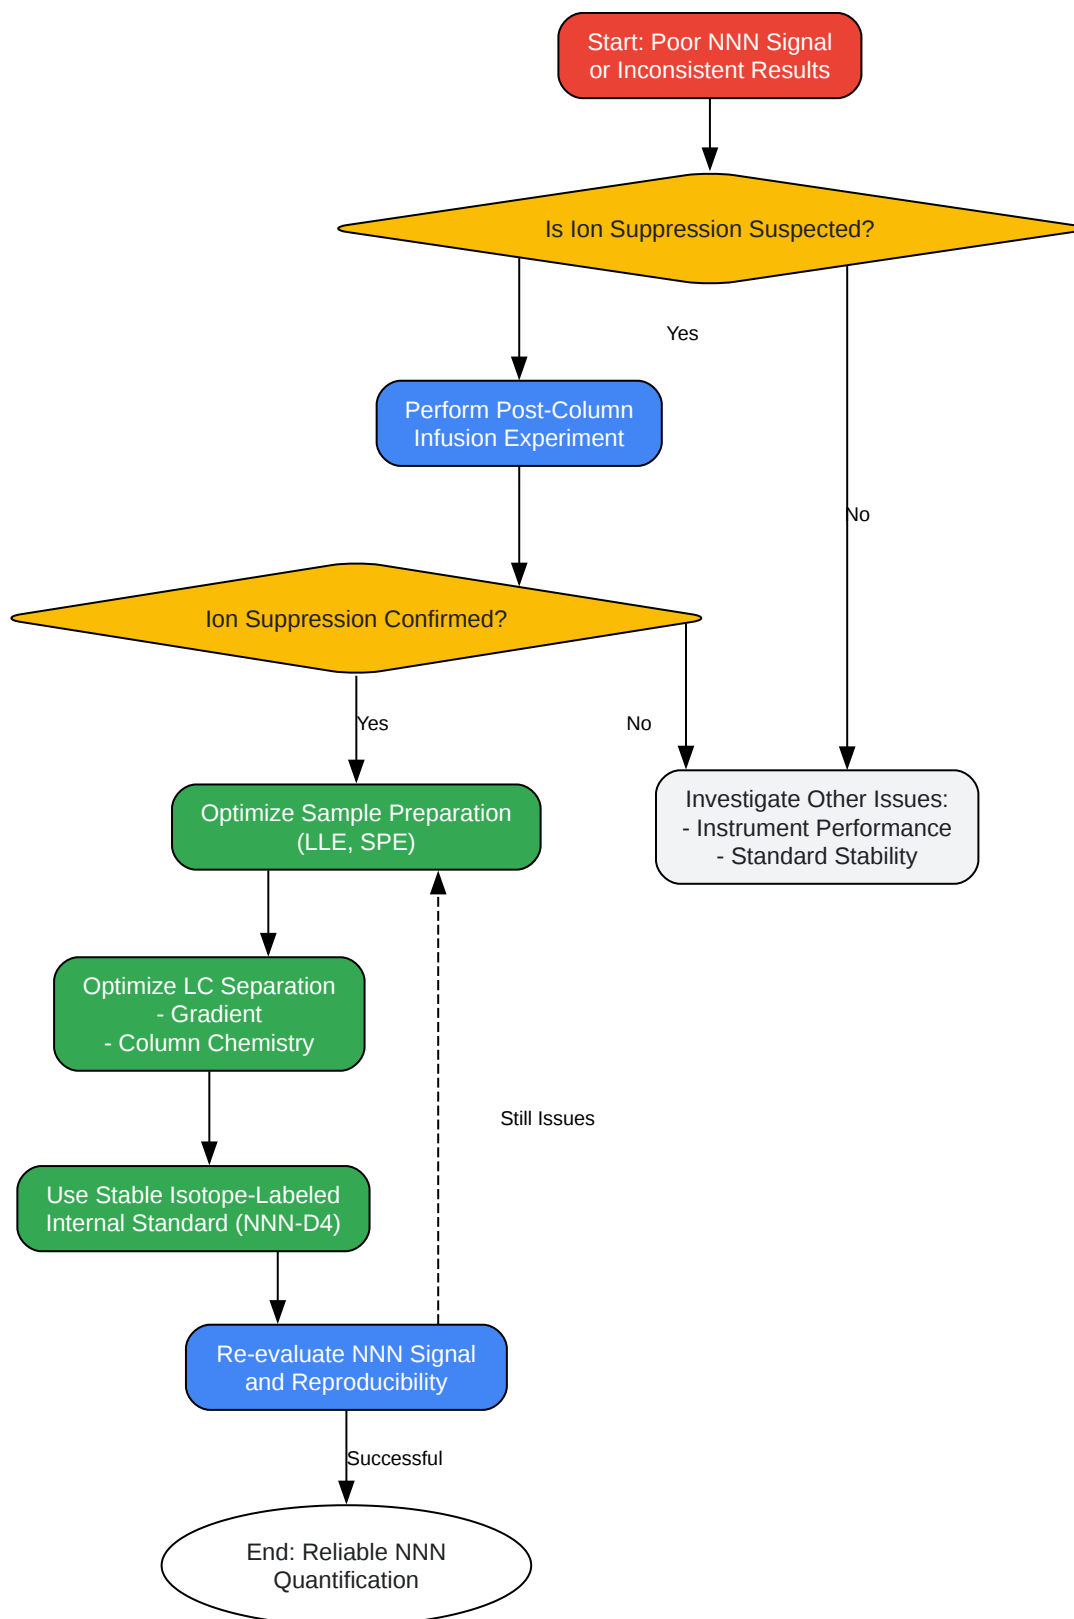 Start: Poor NNN Signal
or Inconsistent Results
Is Ion Suppression Suspected?
Yes
Perform Post-Column
Infusion Experiment
No
Ion Suppression Confirmed?
Yes
No
Optimize Sample Preparation
(LLE, SPE)
Investigate Other Issues:
- Instrument Performance
- Standard Stability
Optimize LC Separation
- Gradient
- Column Chemistry
Still Issues
Use Stable Isotope-Labeled
Internal Standard (NNN-D4)
Re-evaluate NNN Signal
and Reproducibility
Successful
End: Reliable NNN
Quantification